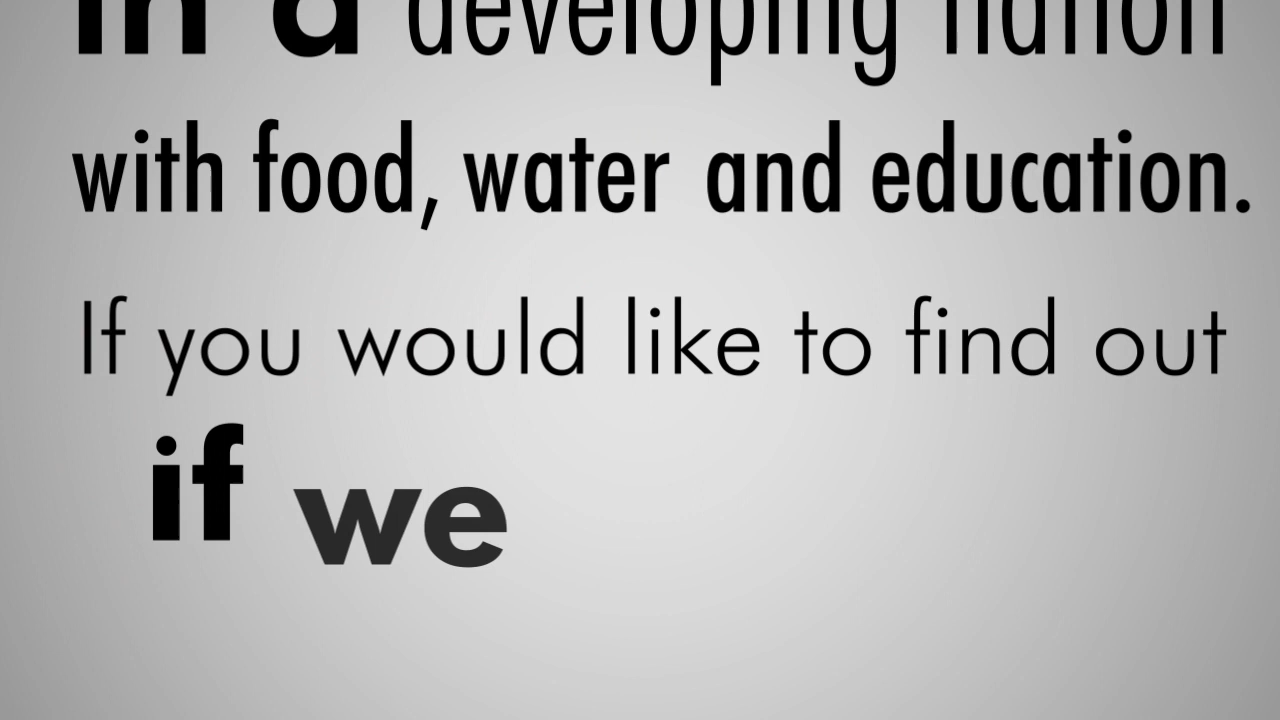 in a developing nation
with food, water and education.
If you would like to find out
if we